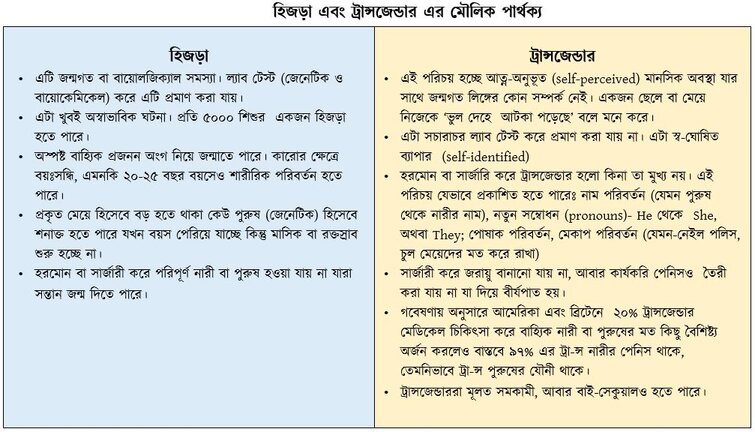 হিজড়া এবং ট্রান্সজেন্ডার এর মৌলিক পার্থক্য
হিজড়া
• এটি জন্মগত বা বায়োলজিক্যাল সমস্যা। ল্যাব টেস্ট (জেনেটিক ও
বায়োকেমিকেল) করে এটি প্রমাণ করা যায়।
• এটা খুবই অস্বাভাবিক ঘটনা। প্রতি ৫০০০ শিশুর একজন হিজড়া
হতে পারে।
• অস্পষ্ট বাহ্যিক প্রজনন অংগ নিয়ে জন্মাতে পারে। কারোর ক্ষেত্রে
বয়ঃসন্ধি, এমনকি ২০-২৫ বছর বয়সেও শারীরিক পরিবর্তন হতে
পারে।
• প্রকৃত মেয়ে হিসেবে বড় হতে থাকা কেউ পুরুষ (জেনেটিক) হিসেবে
শনাক্ত হতে পারে যখন বয়স পেরিয়ে যাচ্ছে কিন্তু মাসিক বা রক্তস্রাব
শুরু হচ্ছে না।
• হরমোন বা সার্জারী করে পরিপূর্ণ নারী বা পুরুষ হওয়া যায় না যারা
সন্তান জন্ম দিতে পারে।
ট্রান্সজেন্ডার
• এই পরিচয় হচ্ছে আত্ন-অনুভূত (self-perceived) মানসিক অবস্থা যার
সাথে জন্মগত লিঙ্গের কোন সম্পর্ক নেই। একজন ছেলে বা মেয়ে
নিজেকে ‘ভুল দেহে আটকা পড়েছে’ বলে মনে করে।
• এটা সচারাচর ল্যাব টেস্ট করে প্রমাণ করা যায় না। এটা স্ব-ঘোষিত
ব্যাপার (self-identified)
• হরমোন বা সার্জারি করে ট্রান্সজেন্ডার হলো কিনা তা মুখ্য নয়। এই
পরিচয় যেভাবে প্রকাশিত হতে পারেঃ নাম পরিবর্তন (যেমন পুরুষ
থেকে নারীর নাম), নতুন সম্বোধন (pronouns)- He থেকে She,
অথবা They; পোষাক পরিবর্তন, মেকাপ পরিবর্তন (যেমন-নেইল পলিস,
চুল মেয়েদের মত করে রাখা)
• সার্জারী করে জরায়ু বানানো যায় না, আবার কার্যকরি পেনিসও তৈরী
করা যায় না যা দিয়ে বীর্যপাত হয়।
• গবেষণায় অনুসারে আমেরিকা এবং ব্রিটেনে ২০% ট্রান্সজেন্ডার
মেডিকেল চিকিৎসা করে বাহ্যিক নারী বা পুরুষের মত কিছু বৈশিষ্ট্য
অর্জন করলেও বাস্তবে ৯৭% এর ট্রা-ন্স নারীর পেনিস থাকে,
তেমনিভাবে ট্রা-ন্স পুরুষের যৌনী থাকে।
• ট্রান্সজেন্ডাররা মূলত সমকামী, আবার বাই-সেকুয়ালও হতে পারে।